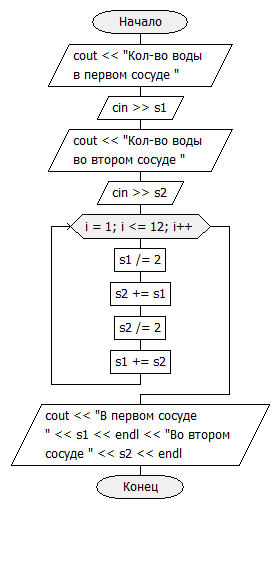 Начало
cout << "Кол-во воды
в первом сосуде "
cin >> s1
cout << "Кол-во воды
во втором сосуде "
cin >> s2
i = 1; i <= 12; i++
s1 /= 2
s2 += s1
s2 /= 2
s1 += s2
cout << "В первом сосуде
" << s1 << endl << "Во втором
сосуде " << s2 << endl
Конец